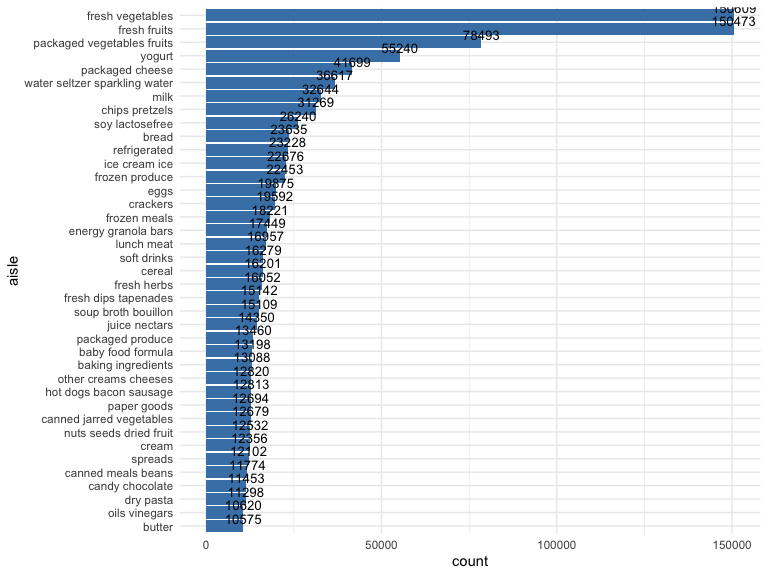 fresh vegetables 150609
fresh fruits 150473
packaged vegetables fruits 78493
yogurt 55240
packaged cheese 41699
water seltzer sparkling water 36617
milk 32644
chips pretzels 31269
soy lactosefree 26240
bread 23635
refrigerated 23228
ice cream ice 22676
frozen produce 22453
eggs 19875
crackers 19592
frozen meals 18221
energy granola bars 17449
lunch meat 16957
soft drinks 16279
cereal 16201
fresh herbs 16052
fresh dips tapenades 15142
soup broth bouillon 15109
juice nectars 14350
packaged produce 13460
baby food formula 13198
baking ingredients 13088
other creams cheeses 12820
hot dogs bacon sausage 12813
paper goods 12694
canned jarred vegetables 12679
nuts seeds dried fruit 12532
cream 12356
spreads 12102
canned meals beans 11774
candy chocolate 11453
dry pasta 11298
oils vinegars 10620
butter 10575
aisle
0 50000 100000 150000
count